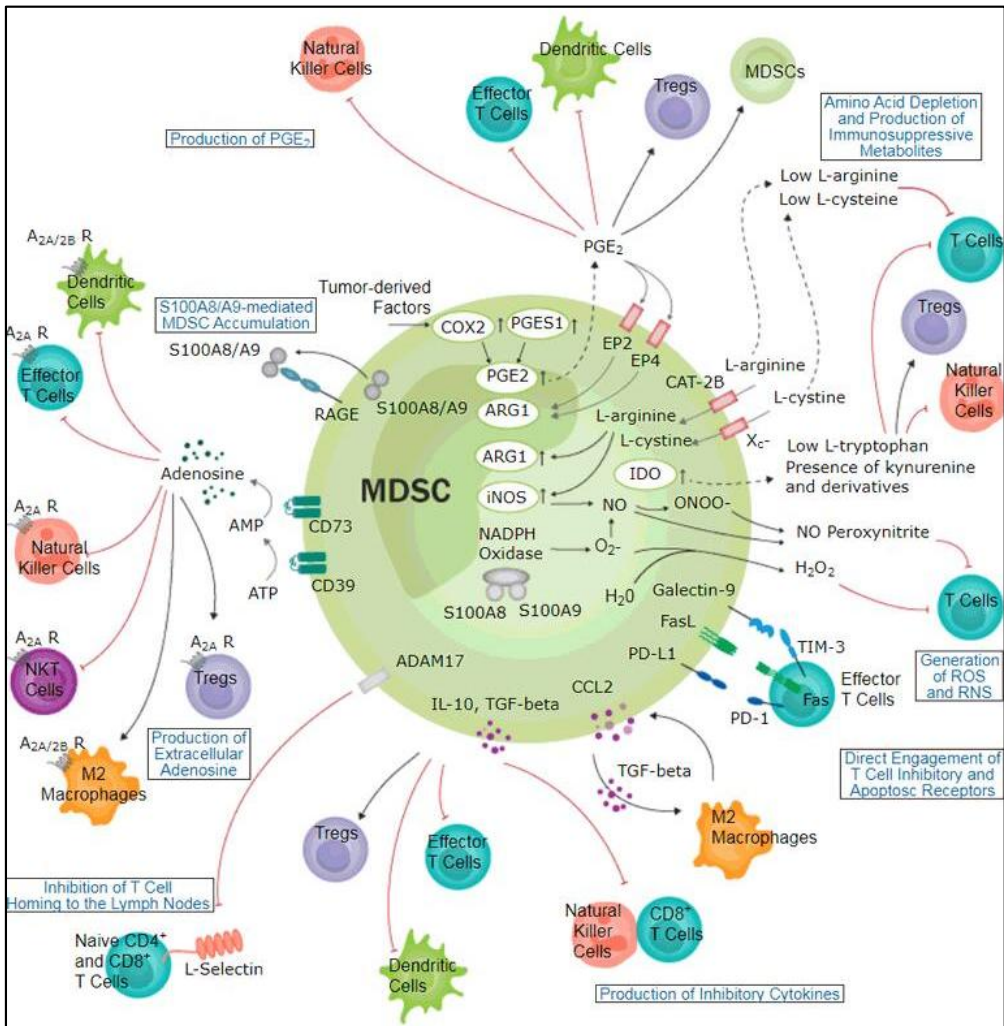 Natural
Killer Cells
Dendritic Cells
Effector
T Cells
Tregs
MDSCs
Production of PGE₂
Amino Acid Depletion
and Production of
Immunosuppressive
Metabolites
Low L-arginine
Low L-cysteine
T Cells
PGE₂
A2A/2B R
Dendritic
Cells
S100A8/A9-mediated
MDSC Accumulation
Tumor-derived
Factors
COX2
PGES1
Tregs
S100A8/A9
A2A R
Effector
T Cells
RAGE
S100A8/A9
PGE2
EP2
EP4
CAT-2B
L-arginine
L-cystine
Natural
Killer
Cells
ARG1
L-arginine
L-cystine
Xc-
Low L-tryptophan
Presence of kynurenine
and derivatives
Adenosine
MDSC
ARG1
IDO
iNOS
NO
ONOO-
NO Peroxynitrite
A2A R
Natural
Killer Cells
AMP
CD73
NADPH
Oxidase
O₂-
H₂O₂
ATP
CD39
S100A8
S100A9
H20
Galectin-9
T Cells
FasL
TIM-3
A2A R
NKT
Cells
A2A R
Tregs
ADAM17
PD-L1
Effector
T Cells
Fas
PD-1
Generation
of ROS
and RNS
IL-10, TGF-beta
CCL2
Production of
Extracellular
Adenosine
A2A/2B R
M2
Macrophages
TGF-beta
Direct Engagement of
T Cell Inhibitory and
Apoptosc Receptors
Tregs
Effector
T Cells
M2
Macrophages
Inhibition of T Cell
Homing to the Lymph Nodes
Naïve CD4⁺
and CD8⁺
T Cells
L-Selectin
Dendritic
Cells
Natural
Killer
Cells
CD8⁺
T Cells
Production of Inhibitory Cytokines